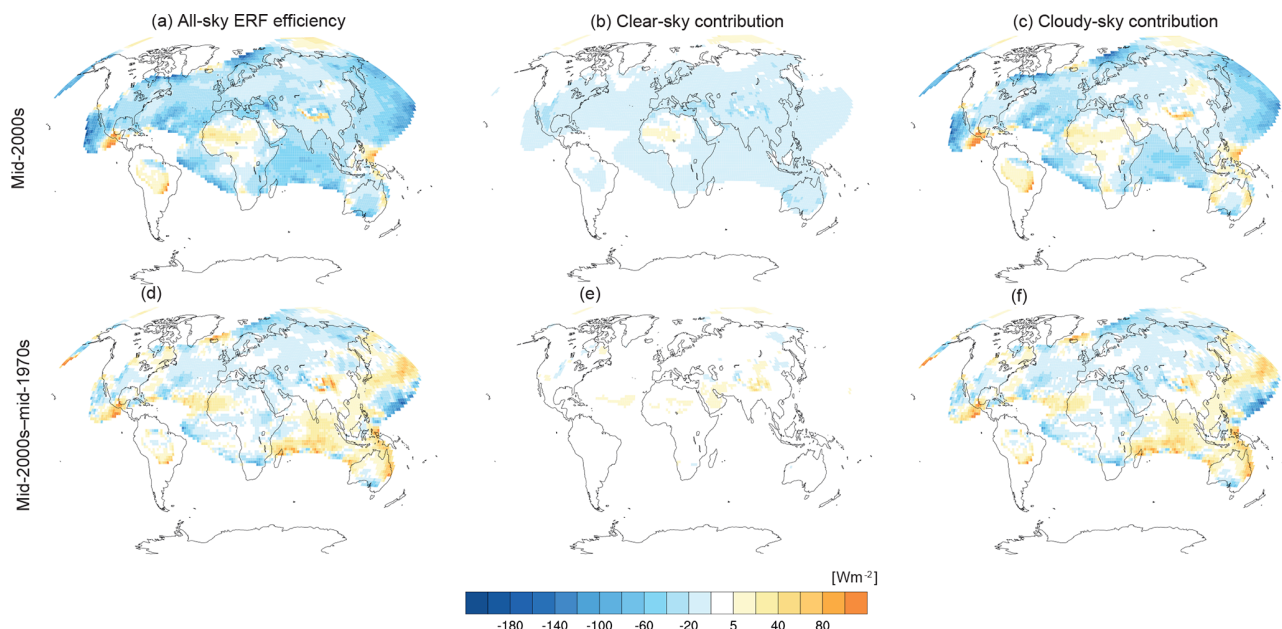 (a) All-sky ERF efficiency
(b) Clear-sky contribution
(c) Cloudy-sky contribution
Mid-2000s
(d)
(e)
(f)
Mid-2000s–mid-1970s
[Wm⁻²]
-180 -140 -100 -60 -20 5 40 80